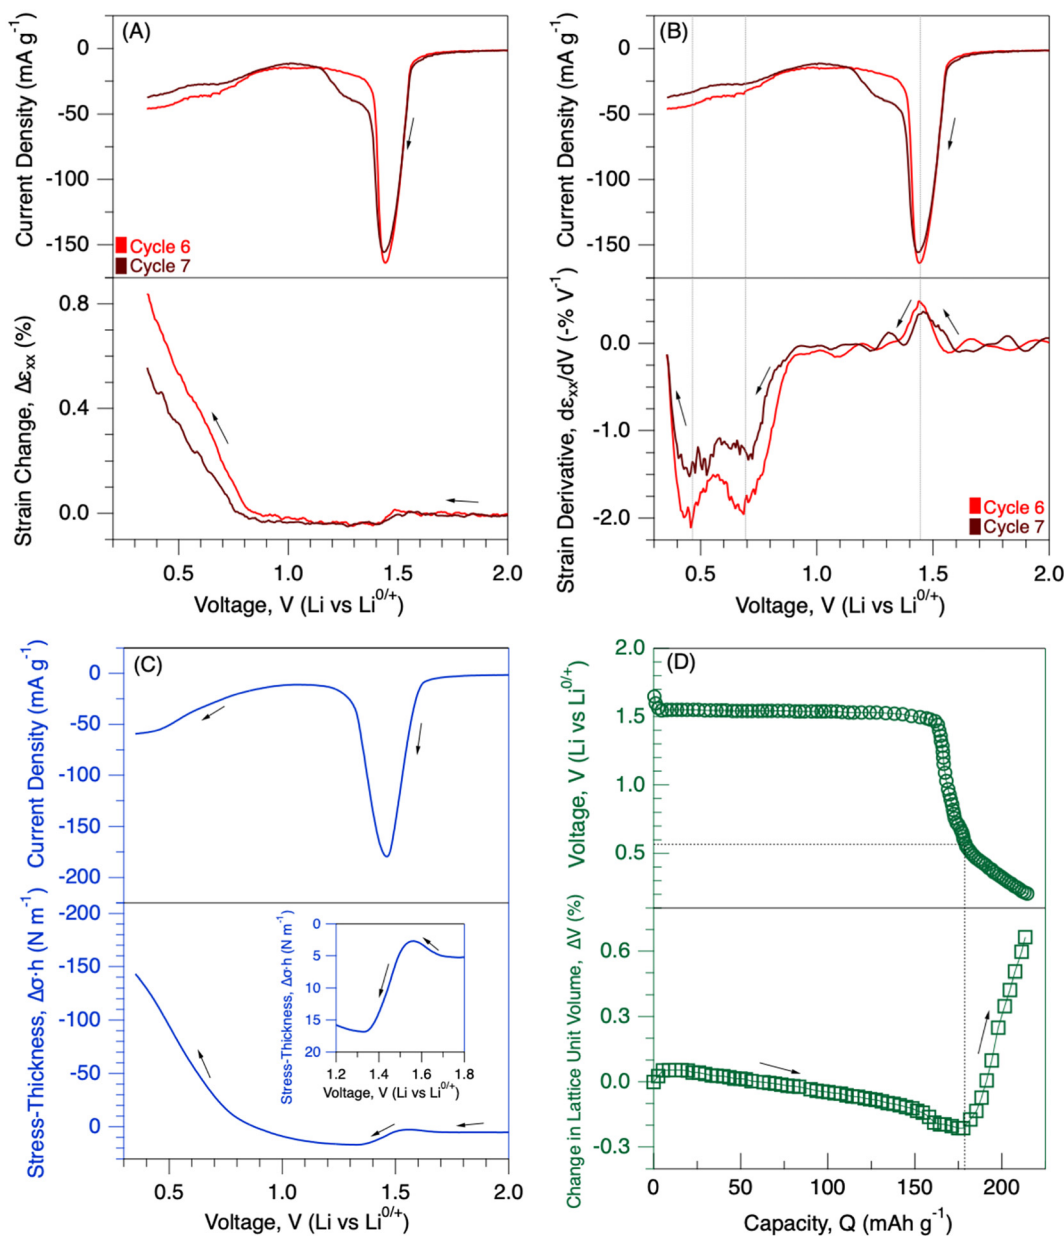 (A)
Current Density (mA g-1)
0
-50
-100
-150
Cycle 6
Cycle 7
Strain Change, Δεxx (%)
0.8
0.4
0.0
0.5
1.0
1.5
2.0
Voltage, V (Li vs Li0/+)
(B)
Current Density (mA g-1)
0
-50
-100
-150
Strain Derivative, dεxx/dV (-% V-1)
0.0
-1.0
-2.0
Cycle 6
Cycle 7
0.5
1.0
1.5
2.0
Voltage, V (Li vs Li0/+)
(C)
Current Density (mA g-1)
0
-50
-100
-150
-200
Stress-Thickness, Δσ·h (N m-1)
-200
-150
-100
-50
0
Stress-Thickness, Δσ·h (N m-1)
0
5
10
15
20
1.2
1.4
1.6
1.8
Voltage, V (Li vs Li0/+)
0.5
1.0
1.5
2.0
Voltage, V (Li vs Li0/+)
(D)
Voltage, V (Li vs Li0/+)
2.0
1.5
1.0
0.5
Change in Lattice Unit Volume, ΔV (%)
0.6
0.3
0.0
-0.3
0
50
100
150
200
Capacity, Q (mAh g-1)